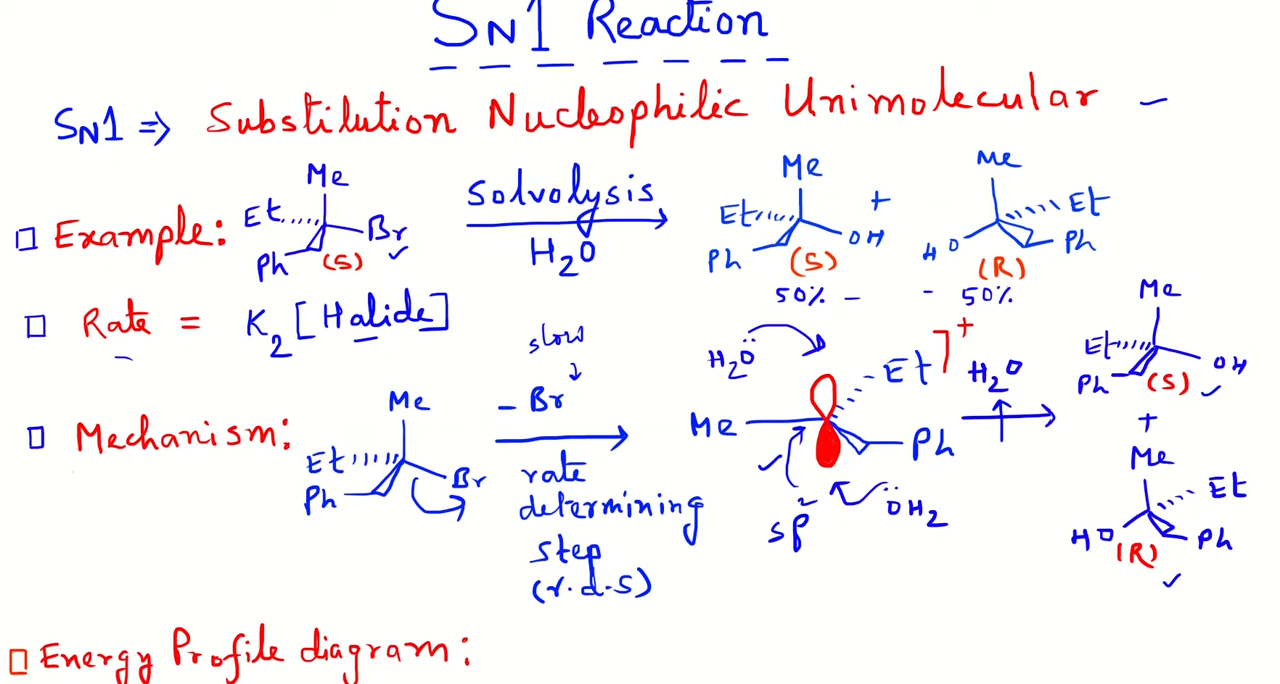 SN1 Reaction
SN1 ⇒ Substitution Nucleophilic Unimolecular –
□ Example: Me Et Br Ph (S) ✓ Solvolysis H2O → Me Et OH Ph (S) 50% – + Me Et HO Ph (R) - 50%
□ Rate = K2 [Halide]
□ Mechanism: Me Et Ph Br
slow ↓
– Br
→
rate
determining
step
(r.d.s)
H2Ö Me Et Ph ]+
sp2 ✓ ÖH2
H2O →
Me Et Ph OH (S) ✓
+
Me Et HO Ph (R) ✓
□ Energy Profile diagram: